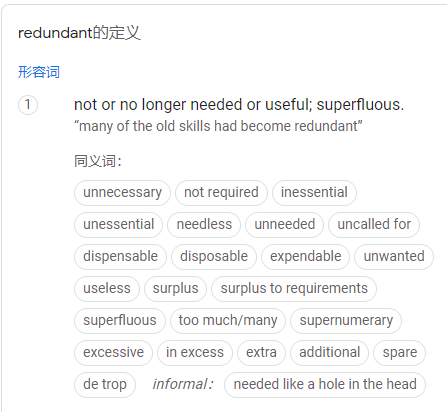 redundant的定义
形容词
1 not or no longer needed or useful; superfluous.
“many of the old skills had become redundant”
同义词：
unnecessary not required inessential
unessential needless unneeded uncalled for
dispensable disposable expendable unwanted
useless surplus surplus to requirements
superfluous too much/many supernumerary
excessive in excess extra additional spare
de trop informal： needed like a hole in the head